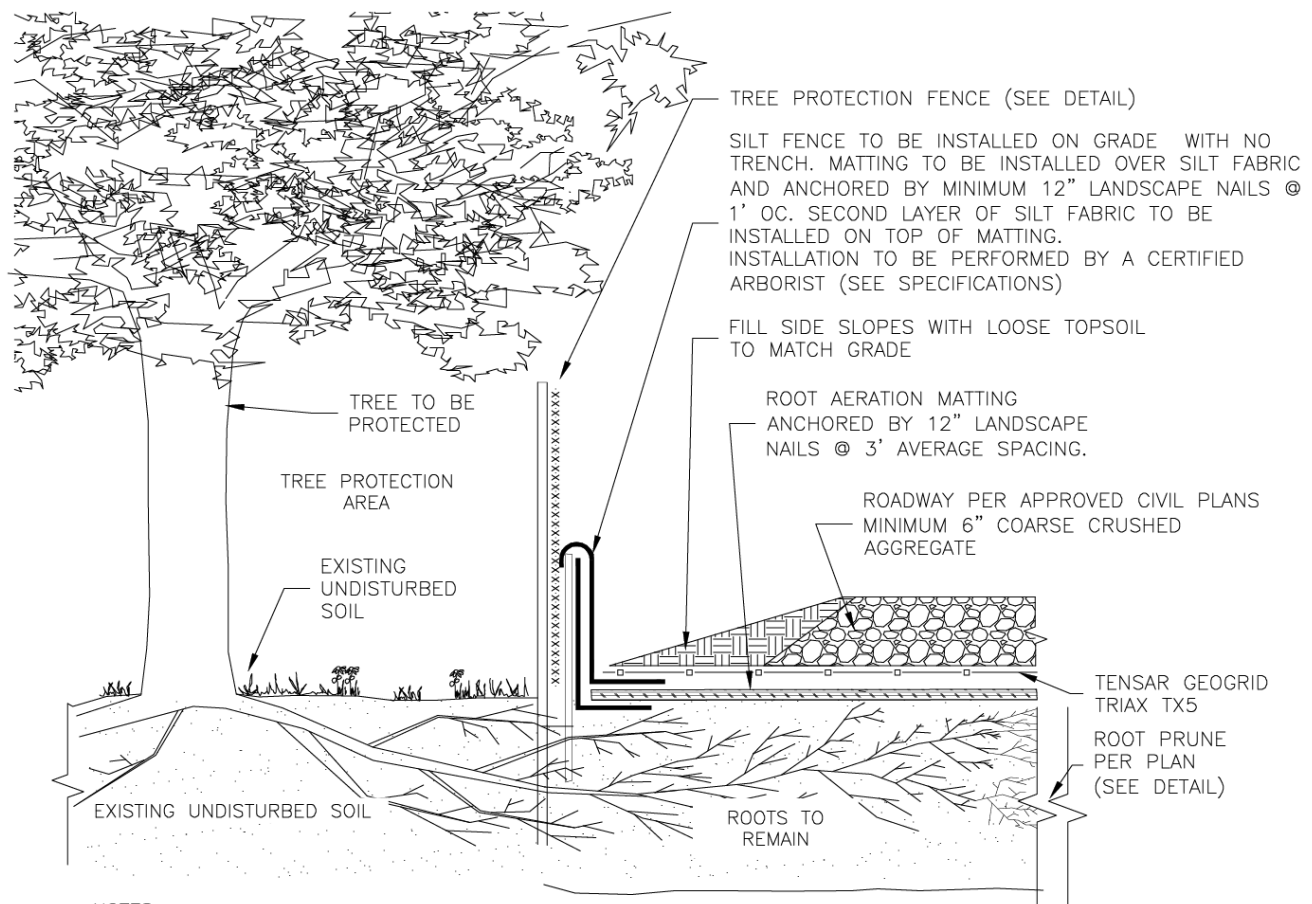 TREE PROTECTION FENCE (SEE DETAIL)
SILT FENCE TO BE INSTALLED ON GRADE WITH NO
TRENCH. MATTING TO BE INSTALLED OVER SILT FABRIC
AND ANCHORED BY MINIMUM 12" LANDSCAPE NAILS @
1' OC. SECOND LAYER OF SILT FABRIC TO BE
INSTALLED ON TOP OF MATTING.
INSTALLATION TO BE PERFORMED BY A CERTIFIED
ARBORIST (SEE SPECIFICATIONS)
FILL SIDE SLOPES WITH LOOSE TOPSOIL
TO MATCH GRADE
ROOT AERATION MATTING
ANCHORED BY 12" LANDSCAPE
NAILS @ 3' AVERAGE SPACING.
TREE TO BE
PROTECTED
TREE PROTECTION
AREA
ROADWAY PER APPROVED CIVIL PLANS
MINIMUM 6" COARSE CRUSHED
AGGREGATE
EXISTING
UNDISTURBED
SOIL
TENSAR GEOGRID
TRIAX TX5
ROOT PRUNE
PER PLAN
(SEE DETAIL)
EXISTING UNDISTURBED SOIL
ROOTS TO
REMAIN